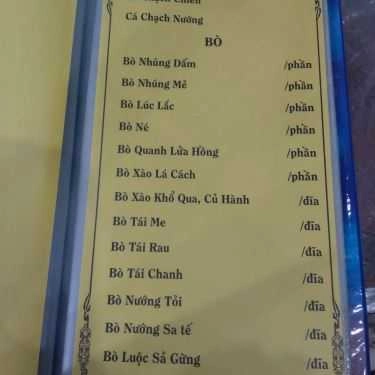 Chiên
Cá Chạch Nướng
BÒ
Bò Nhúng Dấm /phần
Bò Nhúng Mẻ /phần
Bò Lúc Lắc /phần
Bò Né /phần
Bò Quanh Lửa Hồng /phần
Bò Xào Lá Cách /phần
Bò Xào Khổ Qua, Củ Hành /đĩa
Bò Tái Me /đĩa
Bò Tái Rau /đĩa
Bò Tái Chanh /đĩa
Bò Nướng Tỏi /đĩa
Bò Nướng Sa tế /đĩa
Bò Luộc Sả Gừng /đĩa